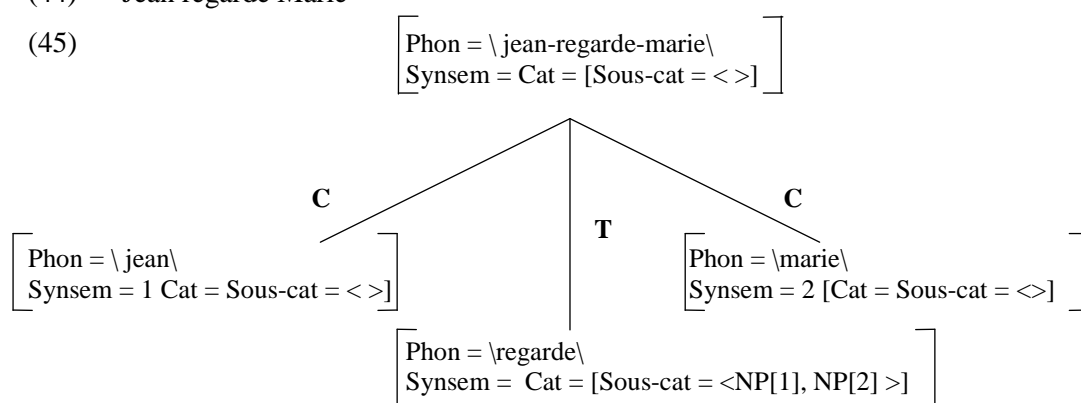 (44) Jean regarde Marie
(45)
Phon = \ jean-regarde-marie\
Synsem = Cat = [Sous-cat = < >]
C
C
T
Phon = \ jean\
Synsem = 1 Cat = Sous-cat = < >]
Phon = \marie\
Synsem = 2 [Cat = Sous-cat = <>]
Phon = \regarde\
Synsem = Cat = [Sous-cat = <NP[1], NP[2] >]